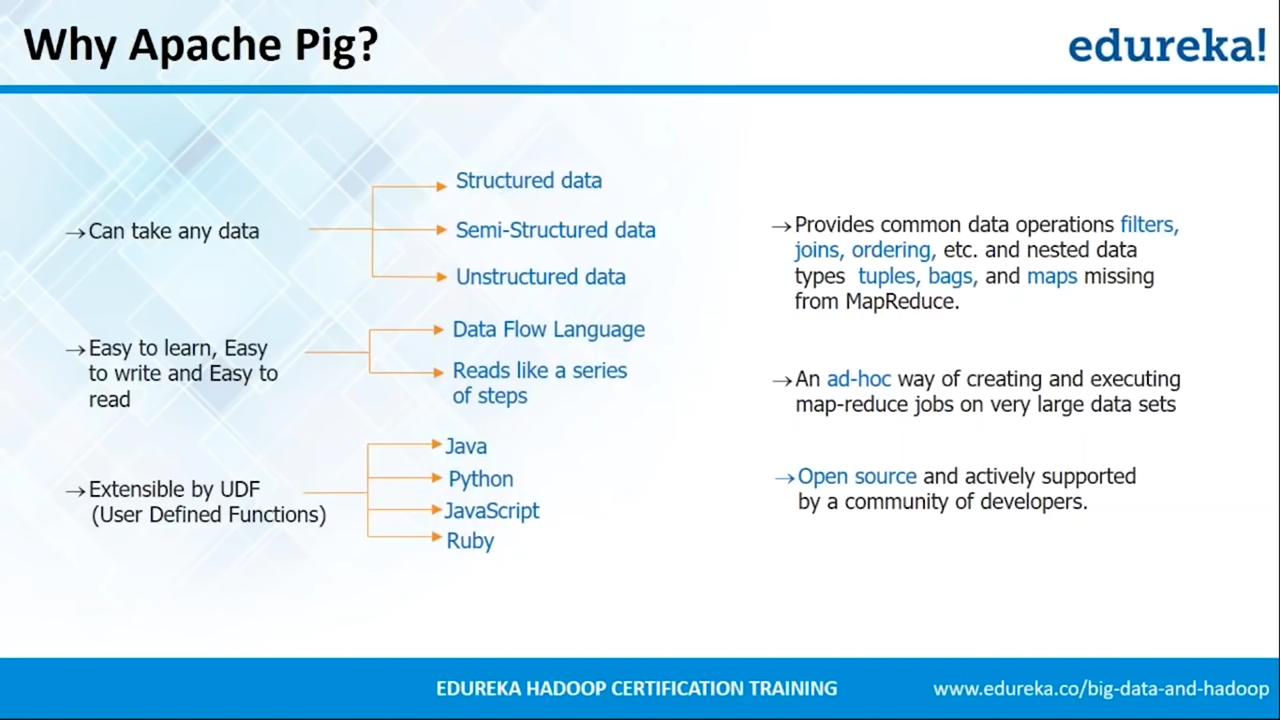 Why Apache Pig?
edureka!
→Can take any data
Structured data
Semi-Structured data
Unstructured data
→Easy to learn, Easy
to write and Easy to
read
Data Flow Language
Reads like a series
of steps
→Extensible by UDF
(User Defined Functions)
Java
Python
JavaScript
Ruby
→Provides common data operations filters,
joins, ordering, etc. and nested data
types tuples, bags, and maps missing
from MapReduce.
→An ad-hoc way of creating and executing
map-reduce jobs on very large data sets
→Open source and actively supported
by a community of developers.
EDUREKA HADOOP CERTIFICATION TRAINING
www.edureka.co/big-data-and-hadoop